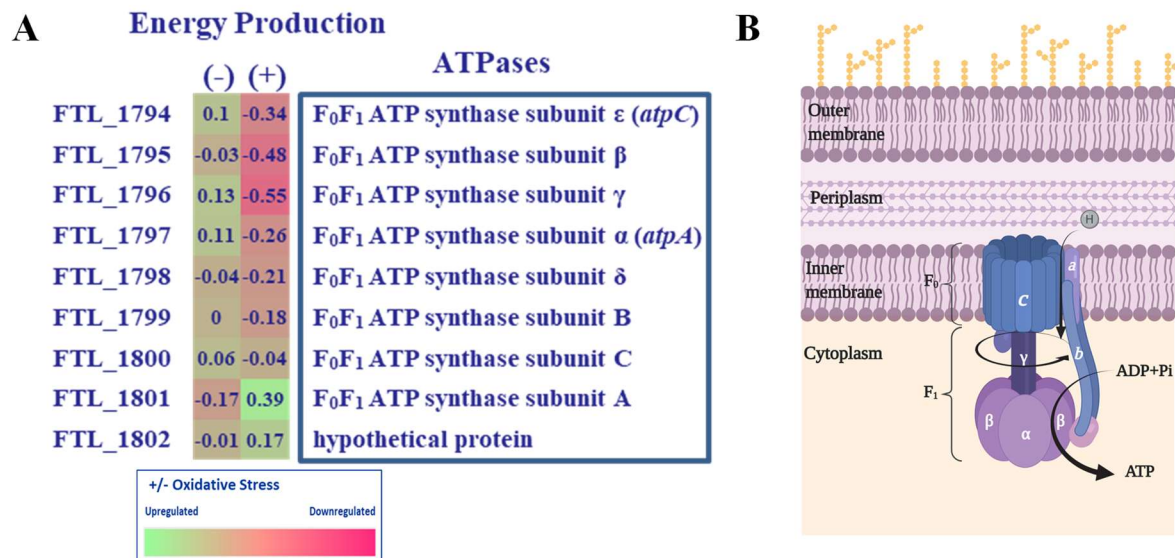 A
Energy Production
(-) (+) ATPases
FTL_1794 0.1 -0.34 F₀F₁ ATP synthase subunit ε (atpC)
FTL_1795 -0.03 -0.48 F₀F₁ ATP synthase subunit β
FTL_1796 0.13 -0.55 F₀F₁ ATP synthase subunit γ
FTL_1797 0.11 -0.26 F₀F₁ ATP synthase subunit α (atpA)
FTL_1798 -0.04 -0.21 F₀F₁ ATP synthase subunit δ
FTL_1799 0 -0.18 F₀F₁ ATP synthase subunit B
FTL_1800 0.06 -0.04 F₀F₁ ATP synthase subunit C
FTL_1801 -0.17 0.39 F₀F₁ ATP synthase subunit A
FTL_1802 -0.01 0.17 hypothetical protein
+/- Oxidative Stress
Upregulated Downregulated
B
Outer
membrane
Periplasm
H
Inner
membrane
F₀
a
c
Cytoplasm
γ
b
ADP+Pi
F₁
β
α
β
ATP